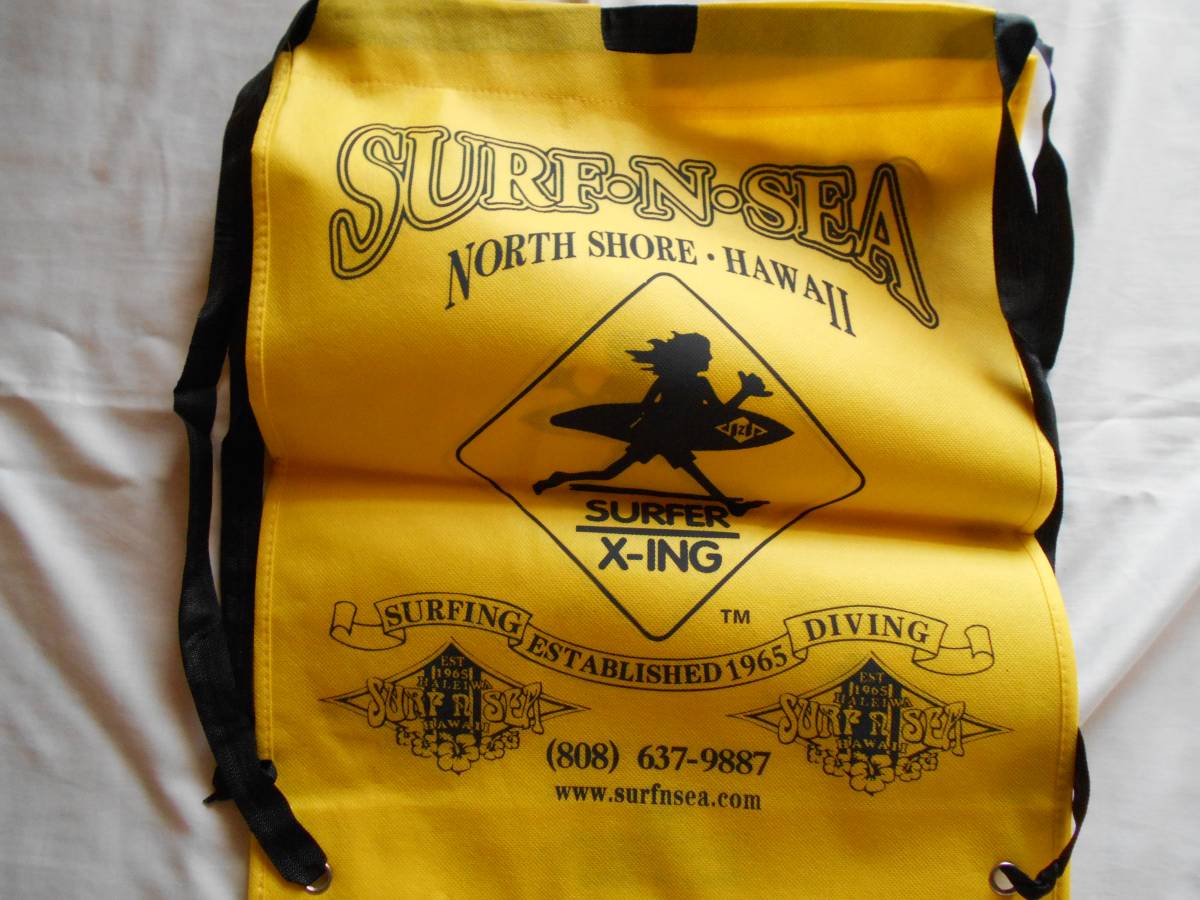 SURF•N•SEA
NORTH SHORE • HAWAII
SURFER
X-ING
TM
SURFING ESTABLISHED 1965 DIVING
EST
1965
HALEIWA
SURF N SEA
HAWAII
EST
1965
HALEIWA
SURF N SEA
HAWAII
(808) 637-9887
www.surfnsea.com